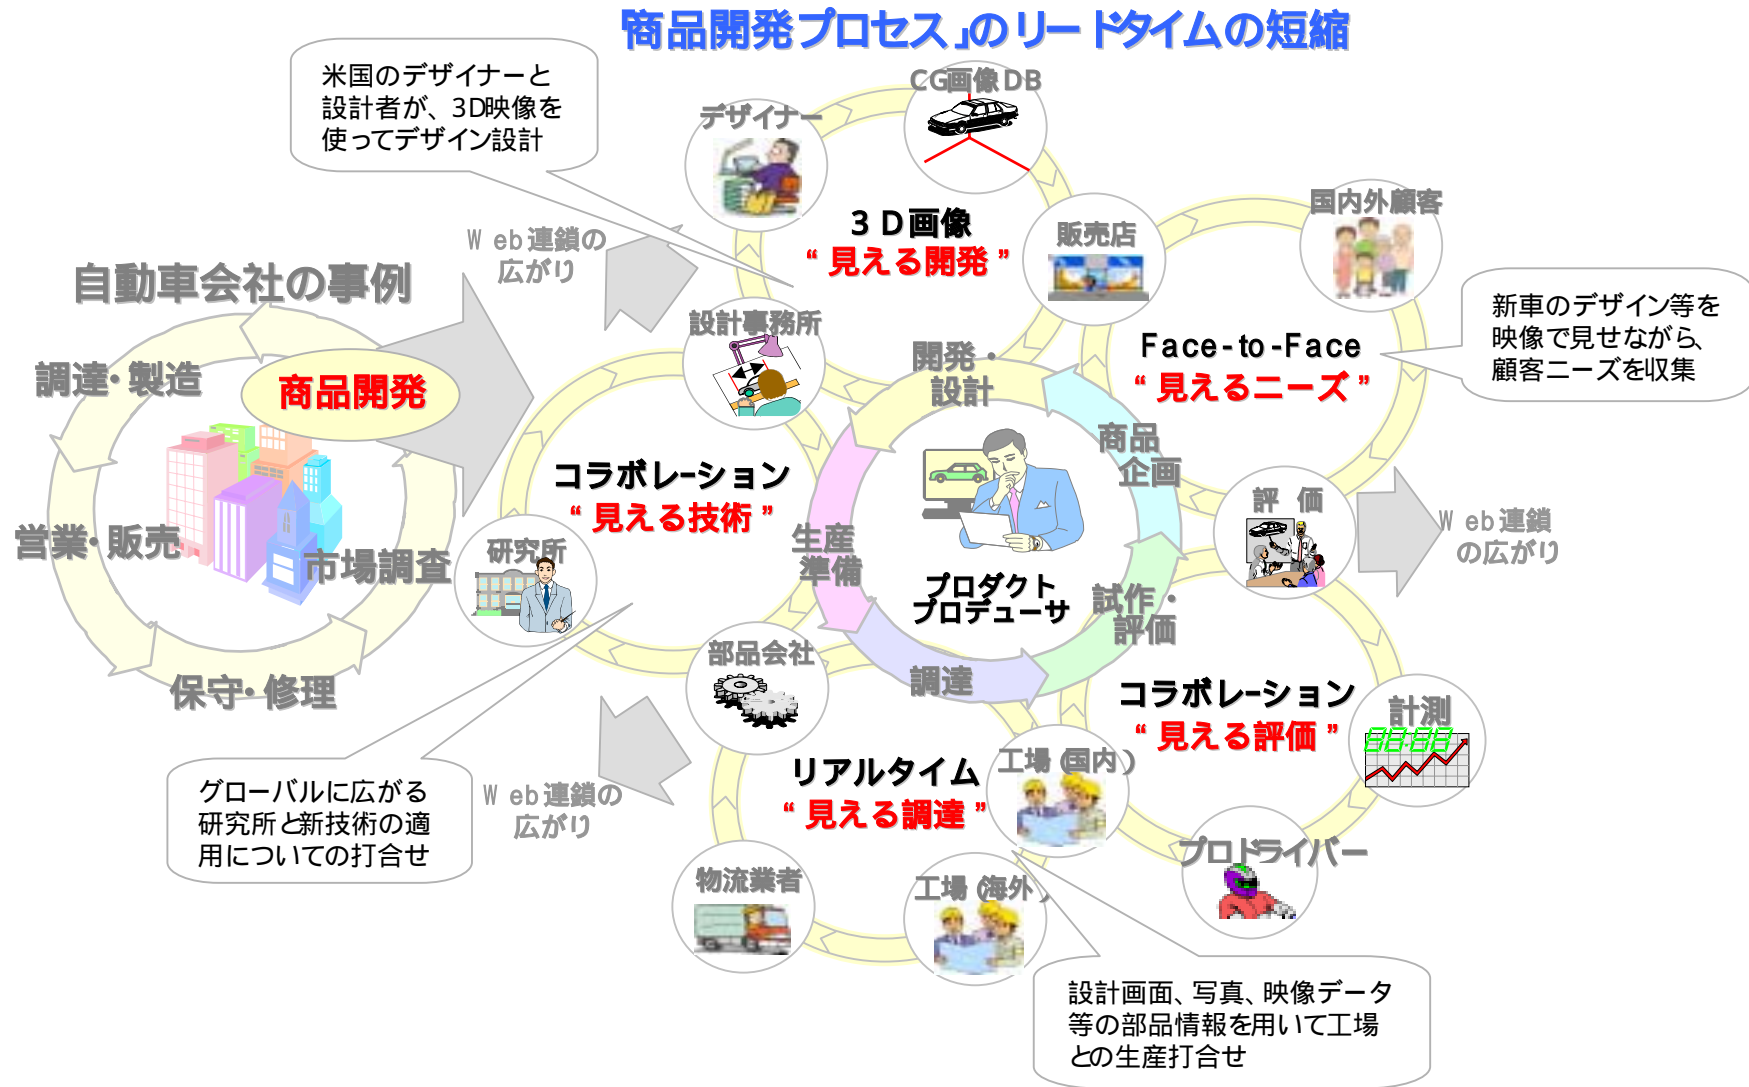 「商品開発プロセス」のリードタイムの短縮
米国のデザイナーと
設計者が、3D映像を
使ってデザイン設計
デザイナー
CG画像DB
3D画像
“見える開発”
販売店
国内外顧客
Web連鎖の
広がり
自動車会社の事例
調達・製造
商品開発
営業・販売
市場調査
保守・修理
設計事務所
開発・
設計
Face-to-Face
“見えるニーズ”
新車のデザイン等を
映像で見せながら、
顧客ニーズを収集
コラボレーション
“見える技術”
商品
企画
研究所
生産
準備
プロダクト
プロデューサ
試作・
評価
評 価
Web連鎖
の広がり
部品会社
調達
コラボレーション
“見える評価”
計測
88:88
グローバルに広がる
研究所と新技術の適
用についての打合せ
Web連鎖の
広がり
リアルタイム
“見える調達”
工場(国内)
プロドライバー
物流業者
工場(海外)
設計画面、写真、映像データ
等の部品情報を用いて工場
との生産打合せ